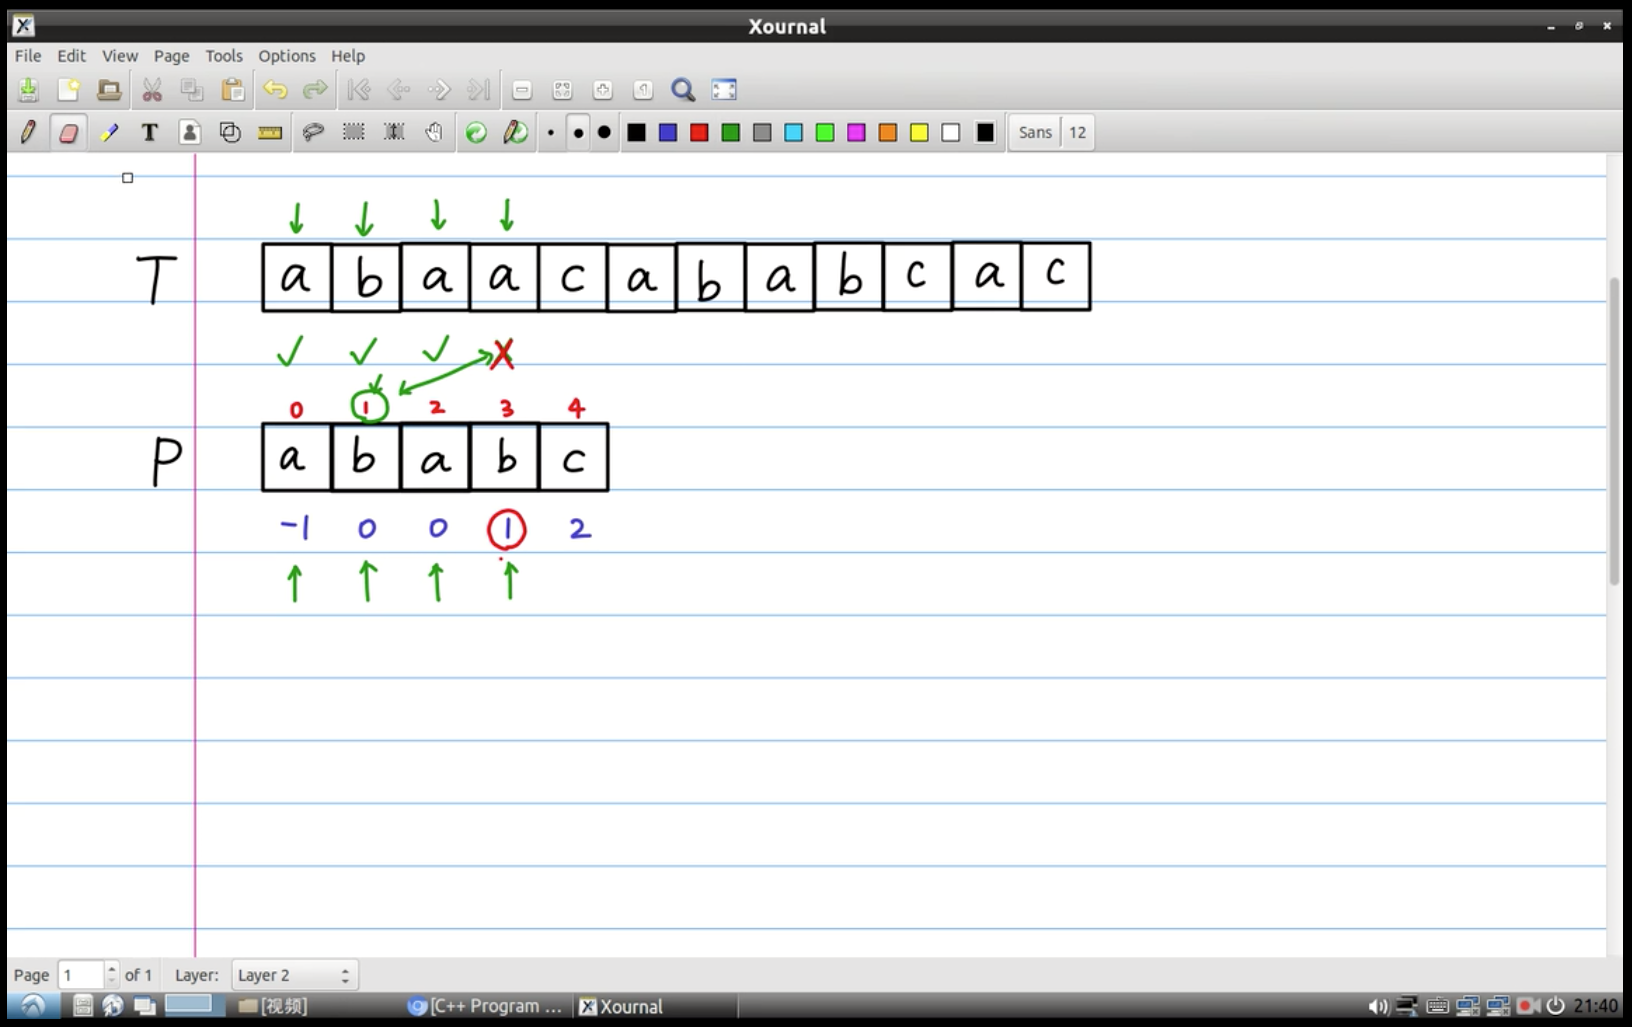 Xournal
File Edit View Page Tools Options Help
T Sans 12
T a b a a c a b a b c a c
✓ ✓ ✓ X
0 1 2 3 4
P a b a b c
-1 0 0 1 2
Page 1 of 1 Layer: Layer 2
[视频] [C++ Program ... Xournal 21:40